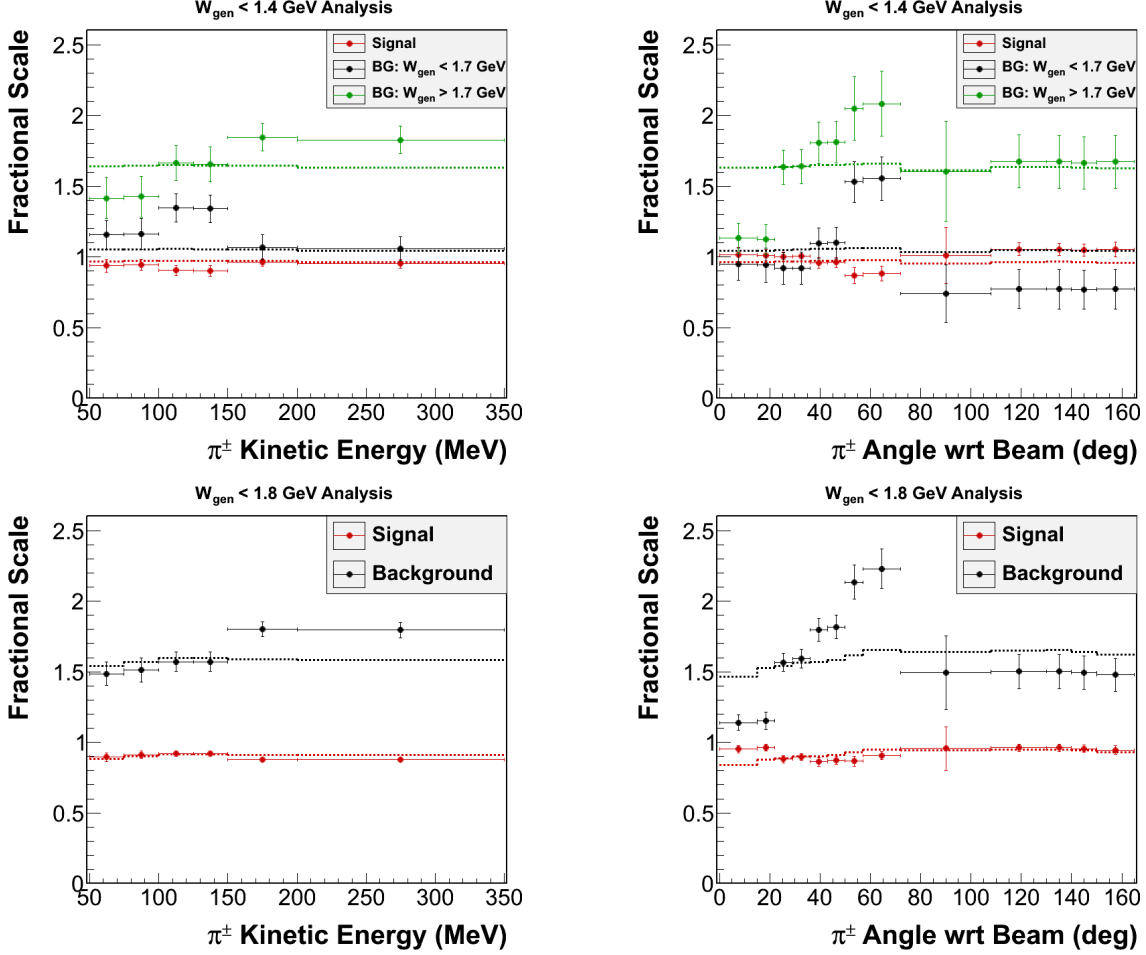 W_gen < 1.4 GeV Analysis
Fractional Scale
2.5
2
1.5
1
0.5
0
Signal
BG: W_gen < 1.7 GeV
BG: W_gen > 1.7 GeV
50 100 150 200 250 300 350
π± Kinetic Energy (MeV)
W_gen < 1.4 GeV Analysis
Fractional Scale
2.5
2
1.5
1
0.5
0
Signal
BG: W_gen < 1.7 GeV
BG: W_gen > 1.7 GeV
0 20 40 60 80 100 120 140 160
π± Angle wrt Beam (deg)
W_gen < 1.8 GeV Analysis
Fractional Scale
2.5
2
1.5
1
0.5
0
Signal
Background
50 100 150 200 250 300 350
π± Kinetic Energy (MeV)
W_gen < 1.8 GeV Analysis
Fractional Scale
2.5
2
1.5
1
0.5
0
Signal
Background
0 20 40 60 80 100 120 140 160
π± Angle wrt Beam (deg)